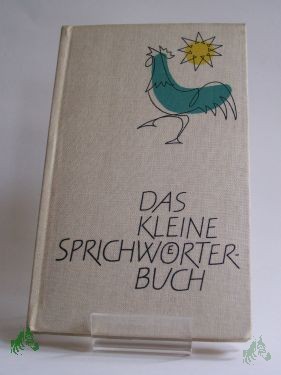 DAS
KLEINE
SPRICHWÖRTER-
BUCH